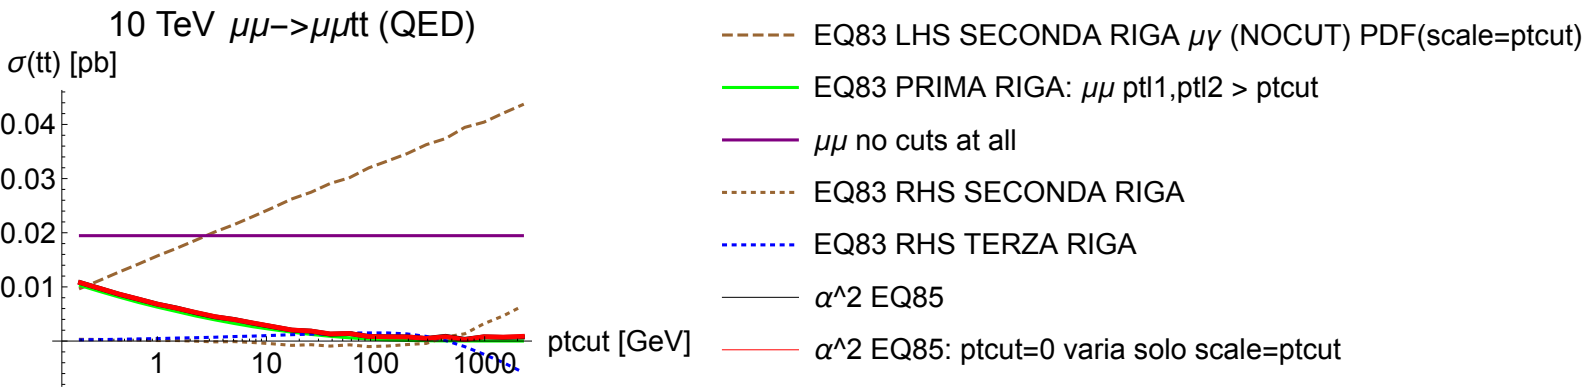 10 TeV μμ–>μμtt (QED)
σ(tt) [pb]
0.04
0.03
0.02
0.01
1
10
100
1000
ptcut [GeV]
EQ83 LHS SECONDA RIGA μγ (NOCUT) PDF(scale=ptcut)
EQ83 PRIMA RIGA: μμ ptl1,ptl2 > ptcut
μμ no cuts at all
EQ83 RHS SECONDA RIGA
EQ83 RHS TERZA RIGA
α^2 EQ85
α^2 EQ85: ptcut=0 varia solo scale=ptcut